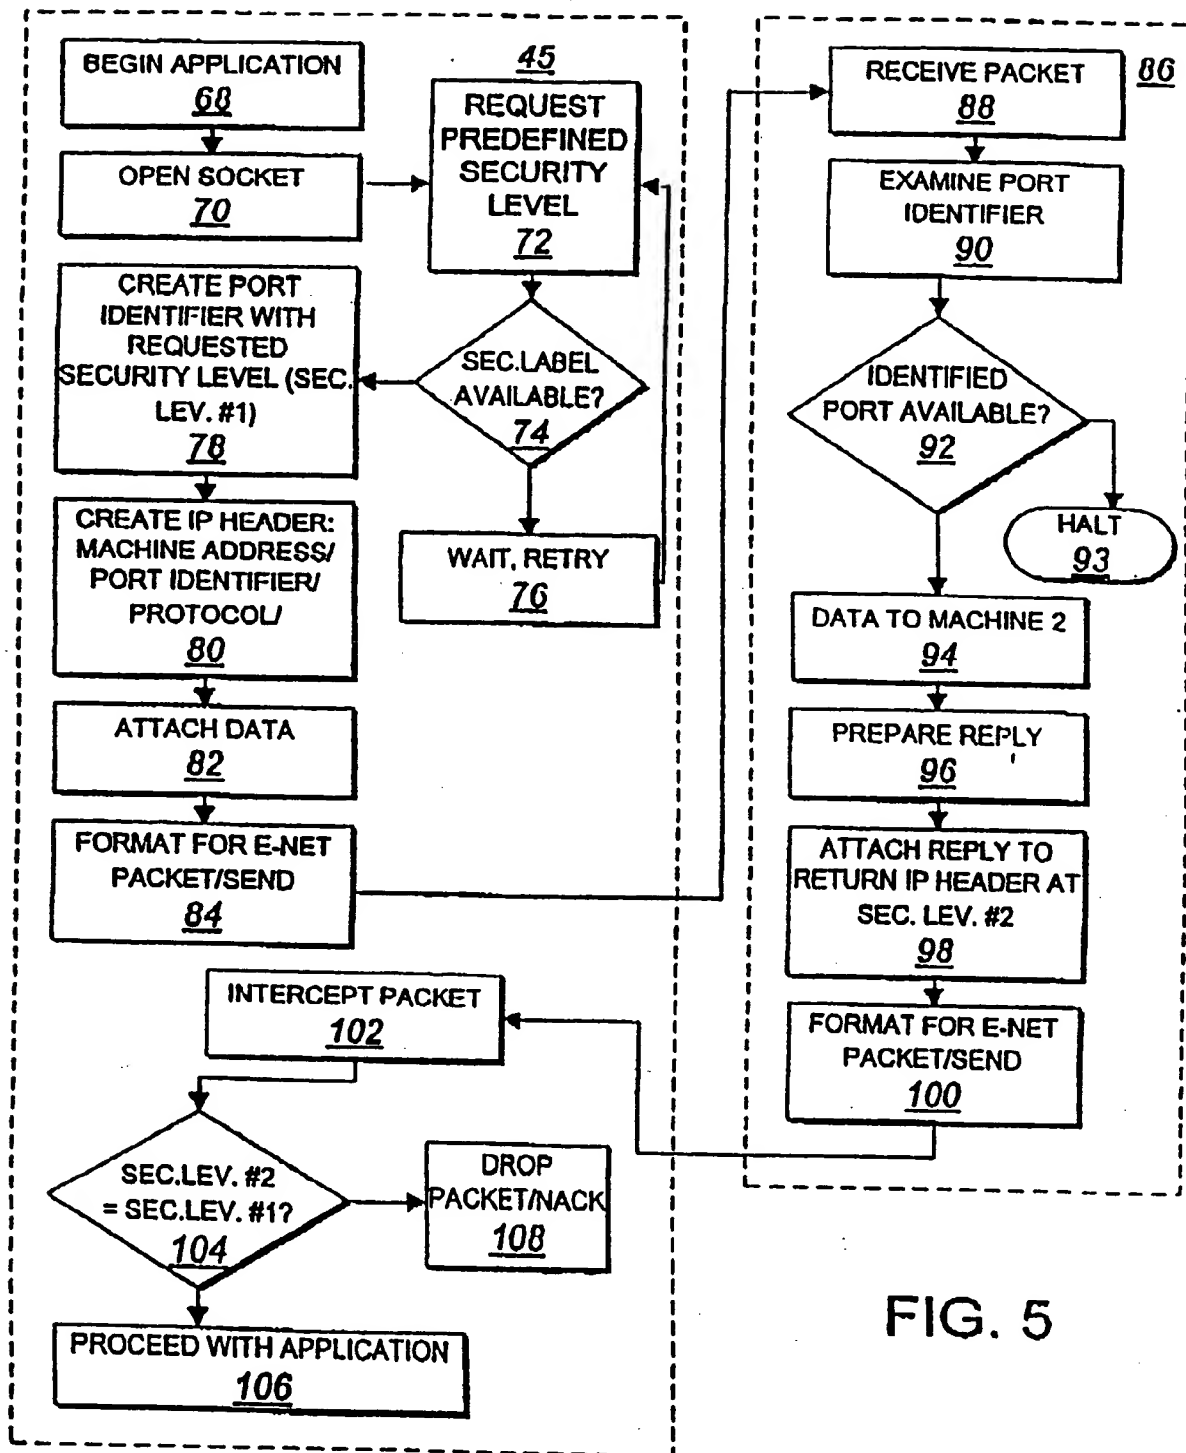 BEGIN APPLICATION
68
OPEN SOCKET
70
45
REQUEST
PREDEFINED
SECURITY
LEVEL
72
SEC.LABEL
AVAILABLE?
74
WAIT, RETRY
76
CREATE PORT
IDENTIFIER WITH
REQUESTED
SECURITY LEVEL (SEC.
LEV. #1)
78
CREATE IP HEADER:
MACHINE ADDRESS/
PORT IDENTIFIER/
PROTOCOL/
80
ATTACH DATA
82
FORMAT FOR E-NET
PACKET/SEND
84
86
RECEIVE PACKET
88
EXAMINE PORT
IDENTIFIER
90
IDENTIFIED
PORT AVAILABLE?
92
HALT
93
DATA TO MACHINE 2
94
PREPARE REPLY
96
ATTACH REPLY TO
RETURN IP HEADER AT
SEC. LEV. #2
98
FORMAT FOR E-NET
PACKET/SEND
100
INTERCEPT PACKET
102
SEC.LEV. #2
= SEC.LEV. #1?
104
DROP
PACKET/NACK
108
PROCEED WITH APPLICATION
106
FIG. 5